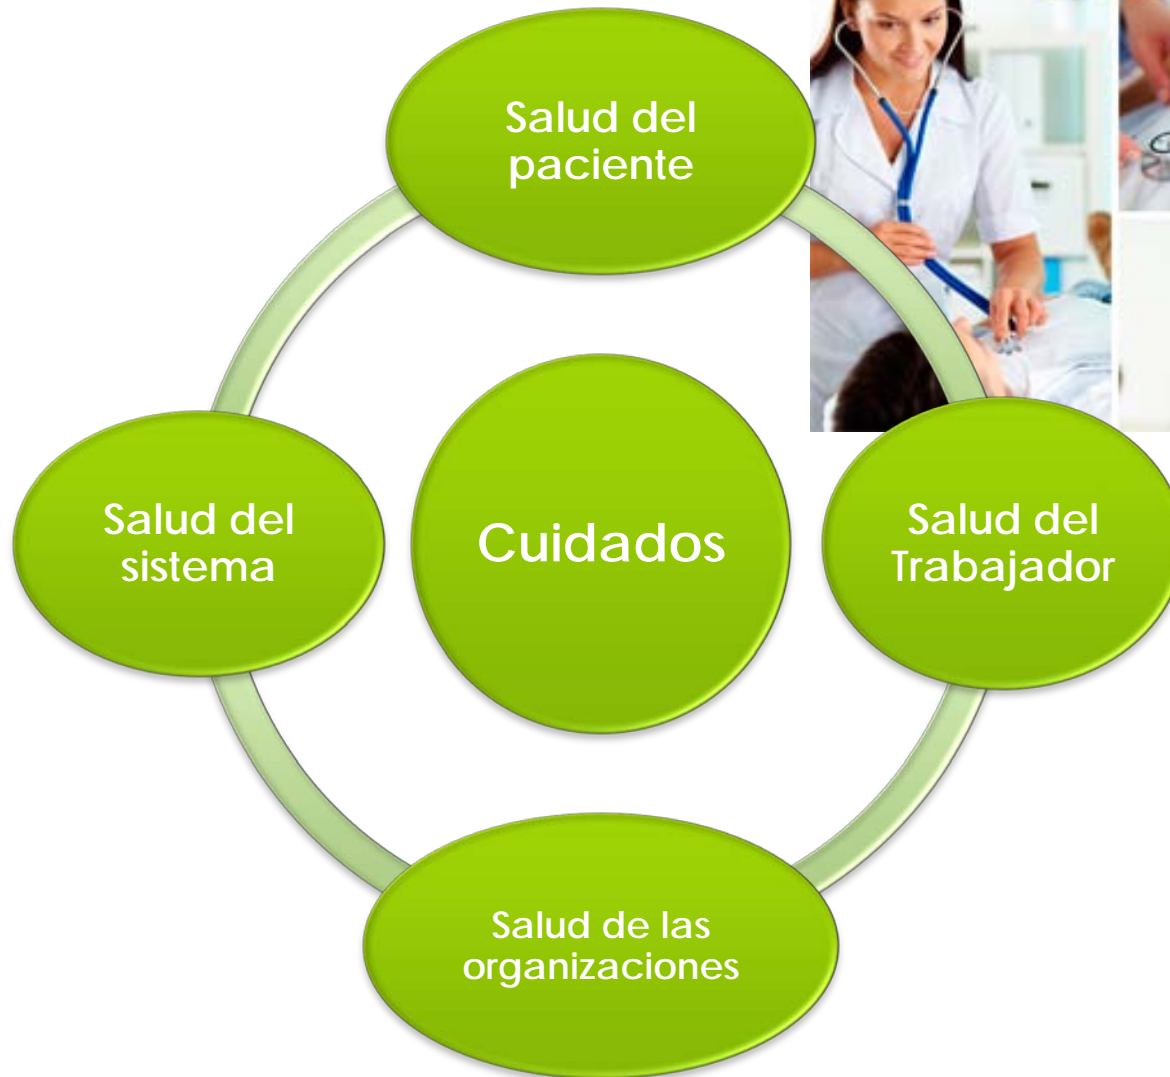 Salud del
paciente
Salud del
sistema
Cuidados
Salud del
Trabajador
Salud de las
organizaciones